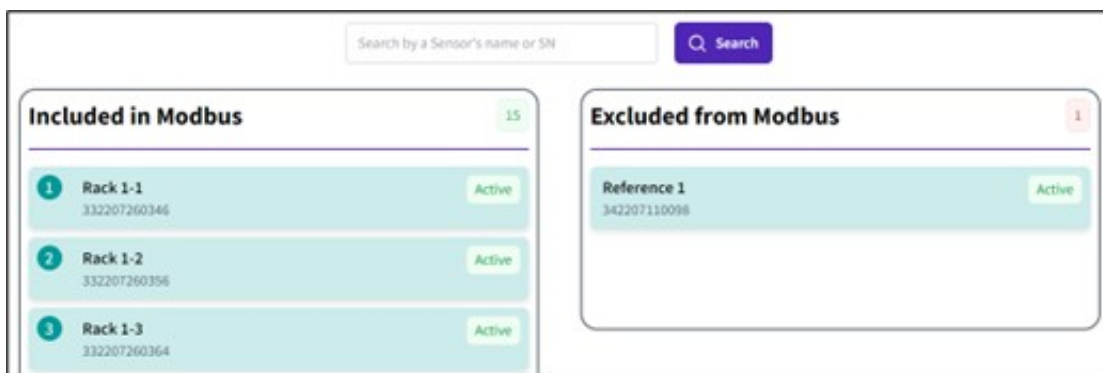 Search by a Sensor's name or SN
Search
Included in Modbus
15
1
Rack 1-1
332207260346
Active
2
Rack 1-2
332207260356
Active
3
Rack 1-3
332207260364
Active
Excluded from Modbus
1
Reference 1
342207110098
Active